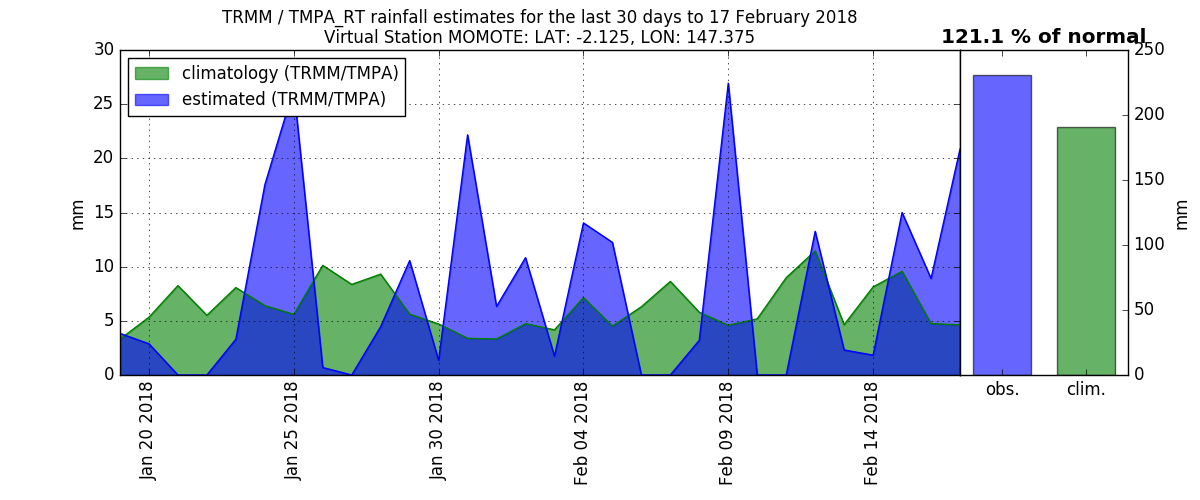 TRMM / TMPA_RT rainfall estimates for the last 30 days to 17 February 2018
Virtual Station MOMOTE: LAT: -2.125, LON: 147.375
121.1 % of normal
climatology (TRMM/TMPA)
estimated (TRMM/TMPA)
30
25
20
15
10
5
0
mm
Jan 20 2018
Jan 25 2018
Jan 30 2018
Feb 04 2018
Feb 09 2018
Feb 14 2018
250
200
150
100
50
0
mm
obs.
clim.